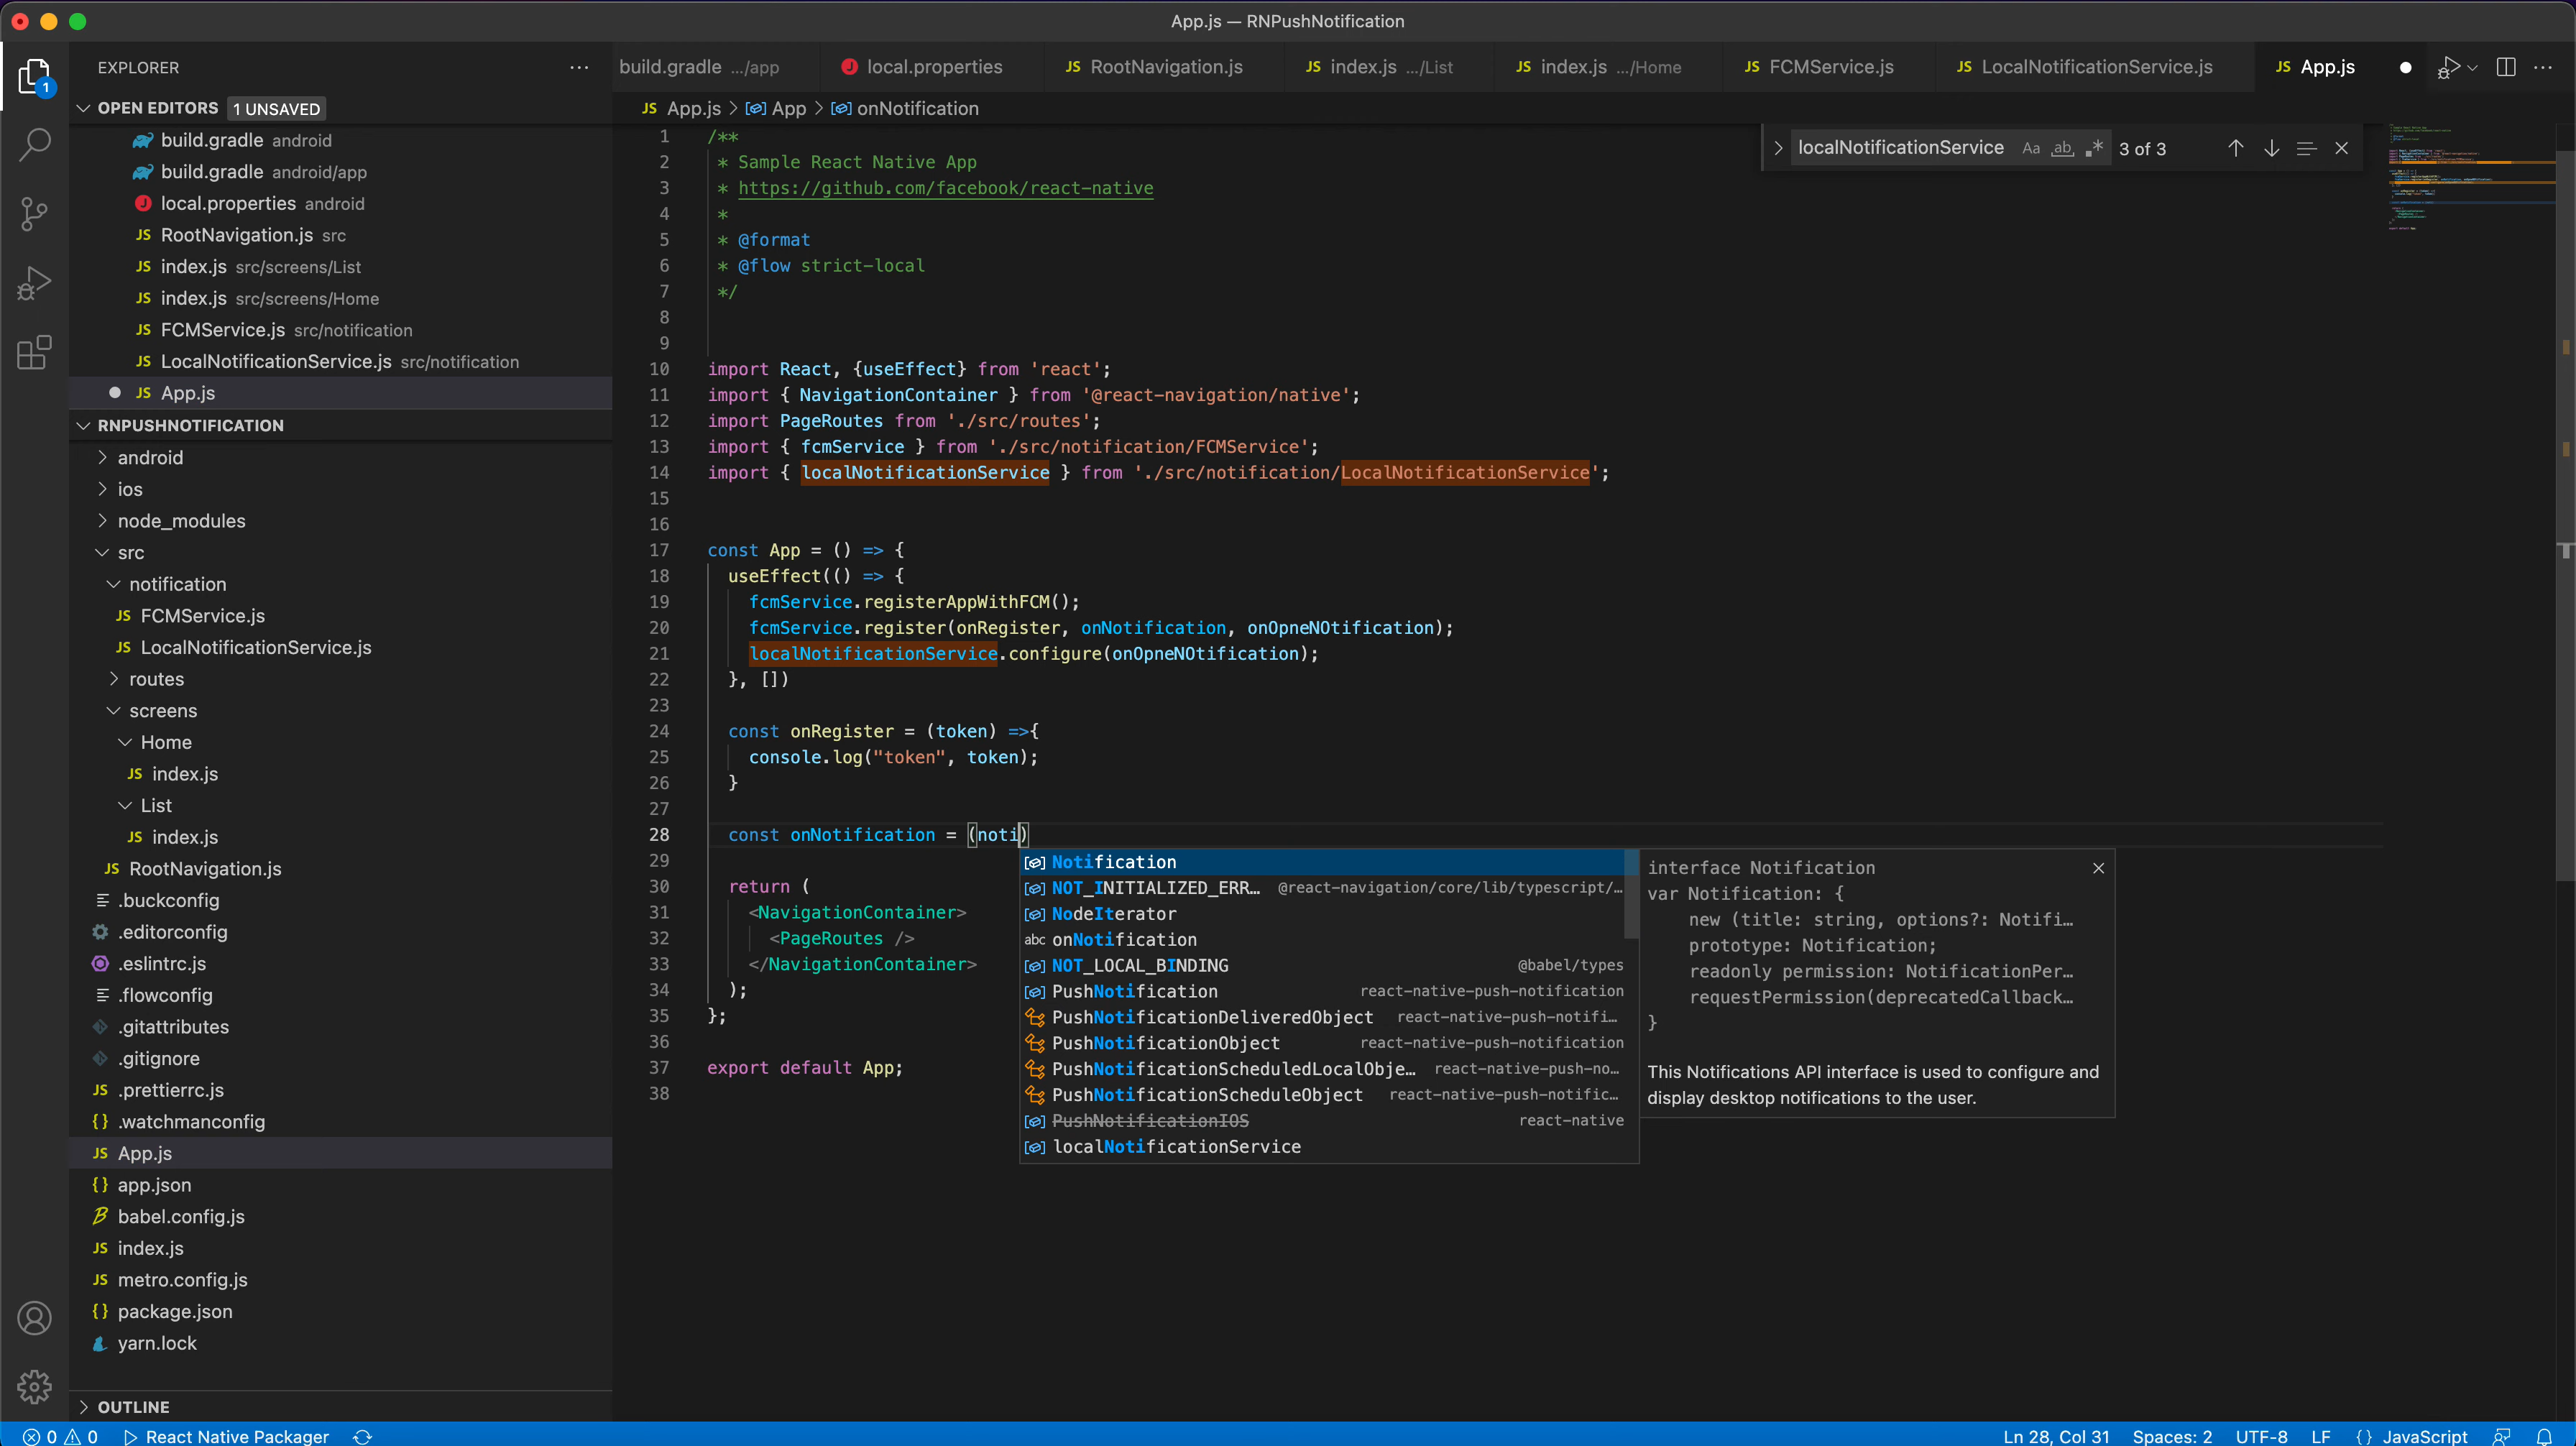 App.js — RNPushNotification
EXPLORER
OPEN EDITORS 1 UNSAVED
build.gradle android
build.gradle android/app
local.properties android
RootNavigation.js src
index.js src/screens/List
index.js src/screens/Home
FCMService.js src/notification
LocalNotificationService.js src/notification
App.js
RNPUSHNOTIFICATION
android
ios
node_modules
src
notification
FCMService.js
LocalNotificationService.js
routes
screens
Home
index.js
List
index.js
RootNavigation.js
.buckconfig
.editorconfig
.eslintrc.js
.flowconfig
.gitattributes
.gitignore
.prettierrc.js
.watchmanconfig
App.js
app.json
babel.config.js
index.js
metro.config.js
package.json
yarn.lock
OUTLINE
build.gradle .../app local.properties RootNavigation.js index.js .../List index.js .../Home FCMService.js LocalNotificationService.js App.js
App.js > App > onNotification
localNotificationService Aa ab 3 of 3
1 /**
2 * Sample React Native App
3 * https://github.com/facebook/react-native
4 *
5 * @format
6 * @flow strict-local
7 */
8
9
10 import React, {useEffect} from 'react';
11 import { NavigationContainer } from '@react-navigation/native';
12 import PageRoutes from './src/routes';
13 import { fcmService } from './src/notification/FCMService';
14 import { localNotificationService } from './src/notification/LocalNotificationService';
15
16
17 const App = () => {
18 useEffect(() => {
19 fcmService.registerAppWithFCM();
20 fcmService.register(onRegister, onNotification, onOpneNOtification);
21 localNotificationService.configure(onOpneNOtification);
22 }, [])
23
24 const onRegister = (token) =>{
25 console.log("token", token);
26 }
27
28 const onNotification = (noti)
29
30 return (
31 <NavigationContainer>
32 <PageRoutes />
33 </NavigationContainer>
34 );
35 };
36
37 export default App;
38
Notification
NOT_INITIALIZED_ERR… @react-navigation/core/lib/typescript/…
NodeIterator
abc onNotification
NOT_LOCAL_BINDING @babel/types
PushNotification react-native-push-notification
PushNotificationDeliveredObject react-native-push-notifi…
PushNotificationObject react-native-push-notification
PushNotificationScheduledLocalObje… react-native-push-no…
PushNotificationScheduleObject react-native-push-notific…
PushNotificationIOS react-native
localNotificationService
interface Notification
var Notification: {
new (title: string, options?: Notifi…
prototype: Notification;
readonly permission: NotificationPer…
requestPermission(deprecatedCallback…
}
This Notifications API interface is used to configure and
display desktop notifications to the user.
0 0 React Native Packager Ln 28, Col 31 Spaces: 2 UTF-8 LF {} JavaScript